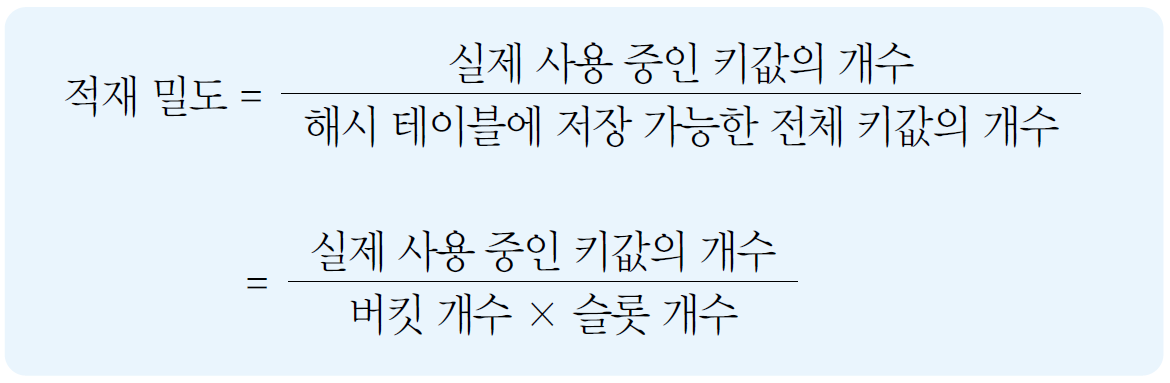 적재 밀도 = 실제 사용 중인 키값의 개수
해시 테이블에 저장 가능한 전체 키값의 개수
= 실제 사용 중인 키값의 개수
버킷 개수 × 슬롯 개수